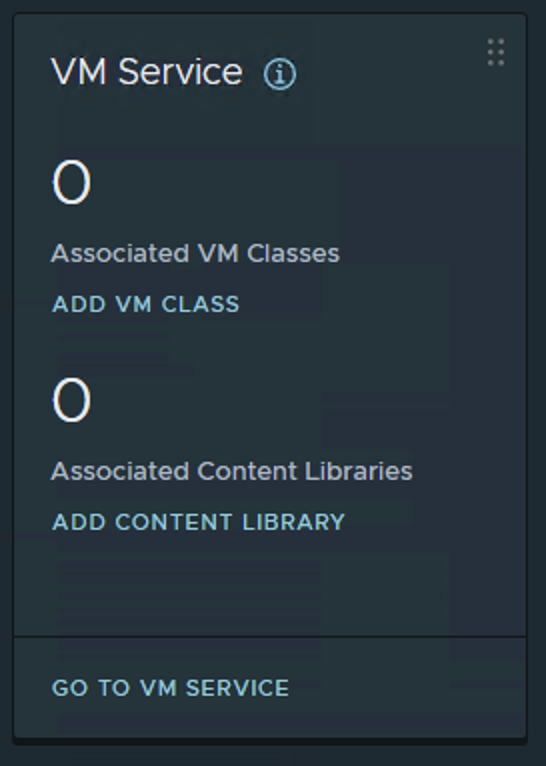 VM Service
0
Associated VM Classes
ADD VM CLASS
0
Associated Content Libraries
ADD CONTENT LIBRARY
GO TO VM SERVICE